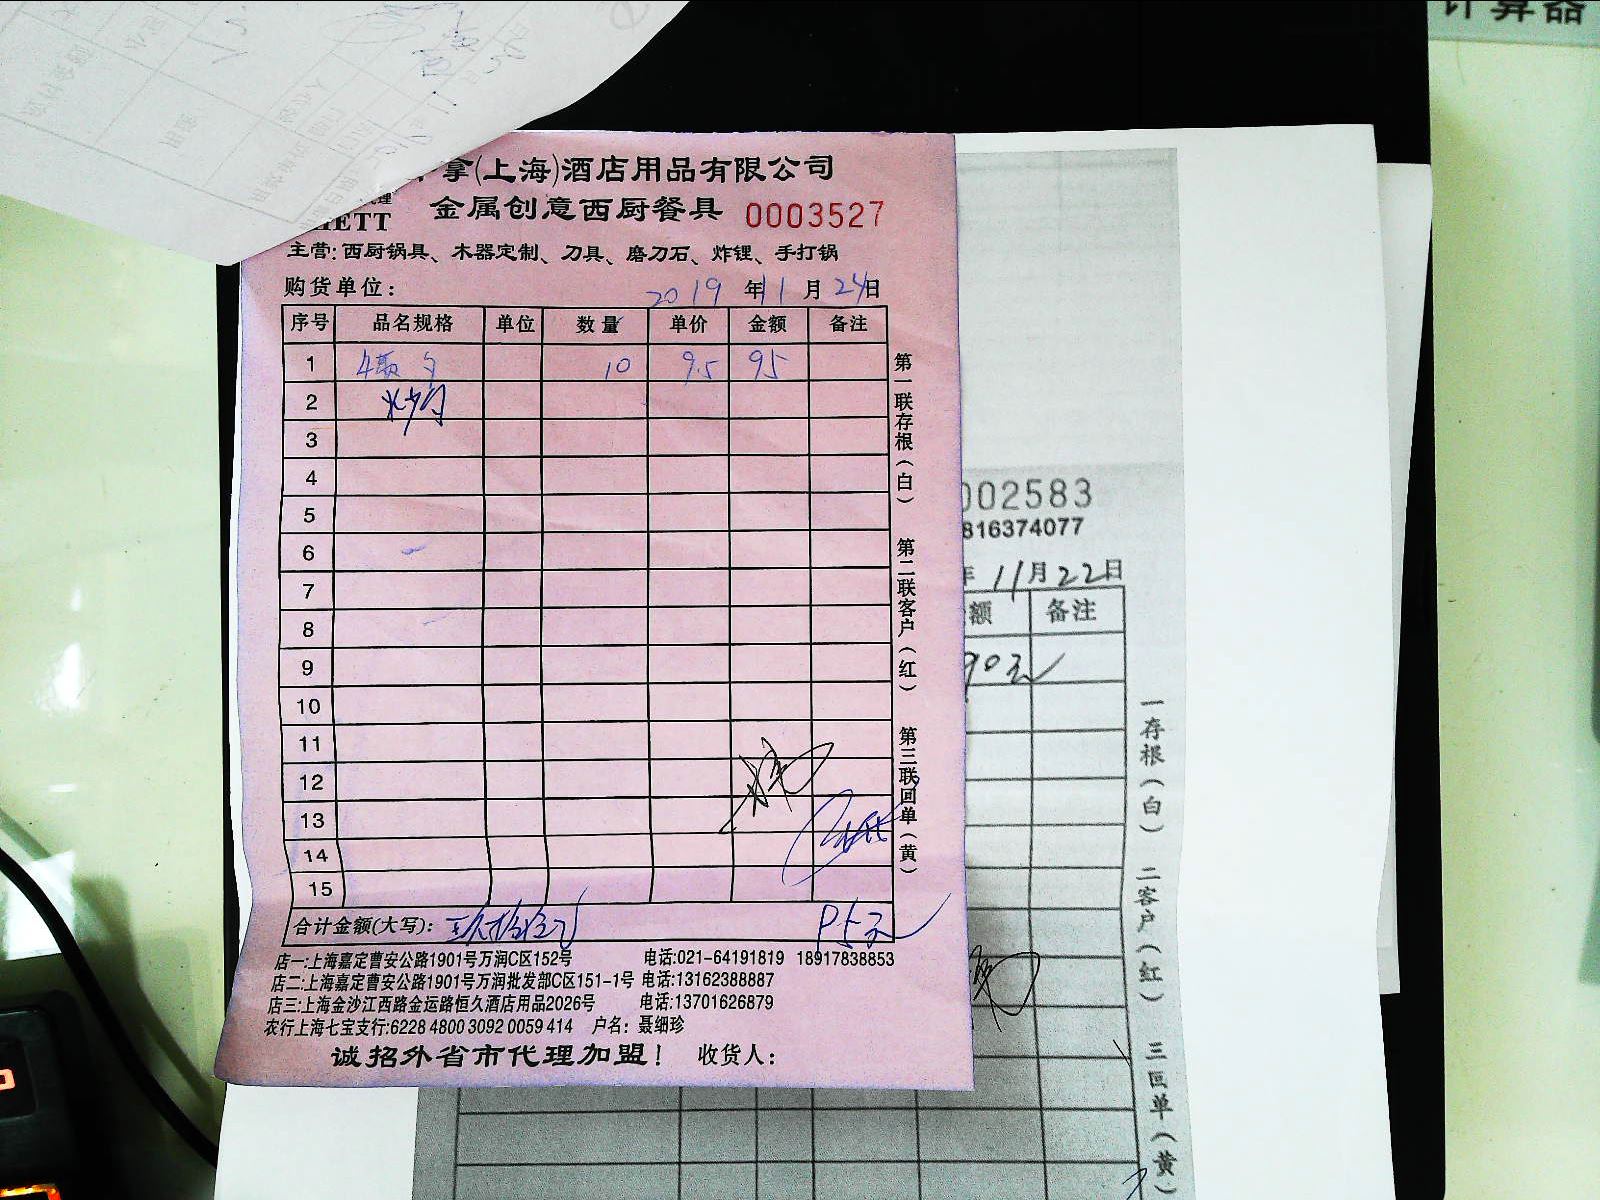 计算器
拿(上海)酒店用品有限公司
HETT 金属创意西厨餐具 0003527
主营:西厨锅具、木器定制、刀具、磨刀石、炸锂、手打锅
购货单位: 2019年11月24日
序号 品名规格 单位 数量 单价 金额 备注
1 10 9.5 95
2 炒勺
3
4
5
6
7
8
9
10
11
12
13
14
15
合计金额(大写):
店一:上海嘉定曹安公路1901号万润C区152号 电话:021-64191819 18917838853
店二:上海嘉定曹安公路1901号万润批发部C区151-1号 电话:13162388887
店三:上海金沙江西路金运路恒久酒店用品2026号 电话:13701626879
农行上海七宝支行:6228 4800 3092 0059 414 户名:聂细珍
诚招外省市代理加盟! 收货人:
第一联存根(白) 第二联客户(红) 第三联回单(黄)
002583
816374077
年11月22日
额 备注
903
一存根(白) 二客户(红) 三回单(黄)